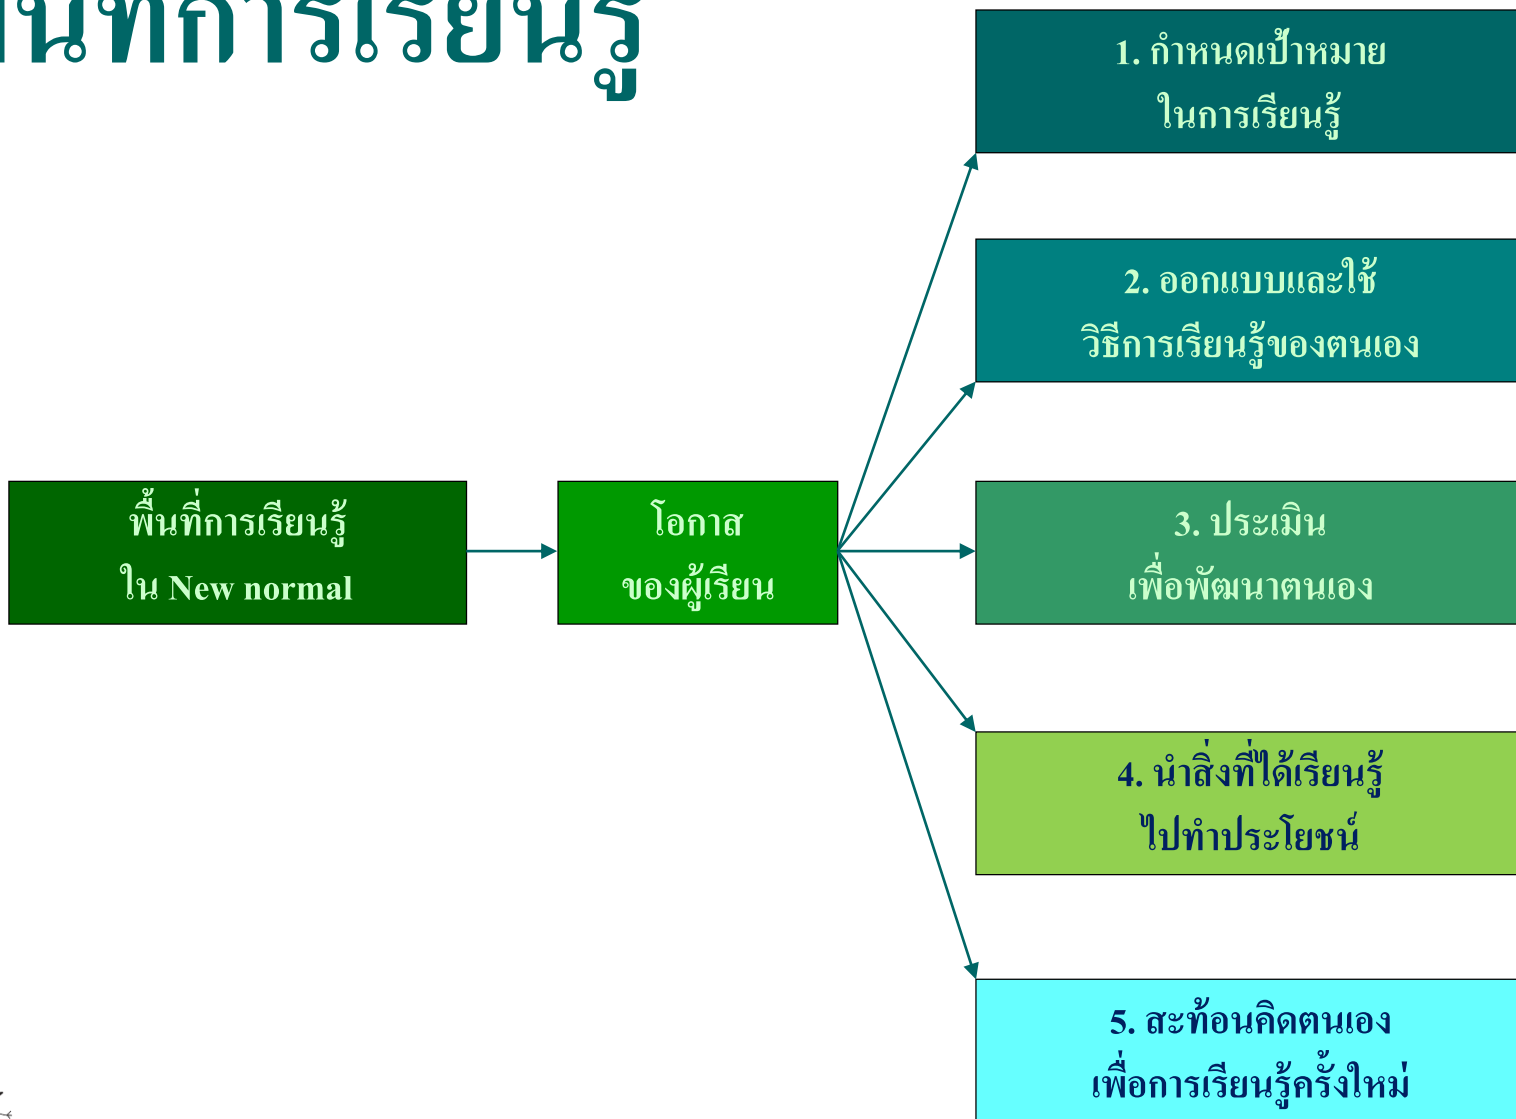 พื้นที่การเรียนรู้
1. กำหนดเป้าหมาย
ในการเรียนรู้
2. ออกแบบและใช้
วิธีการเรียนรู้ของตนเอง
พื้นที่การเรียนรู้
ใน New normal
โอกาส
ของผู้เรียน
3. ประเมิน
เพื่อพัฒนาตนเอง
4. นำสิ่งที่ได้เรียนรู้
ไปทำประโยชน์
5. สะท้อนคิดตนเอง
เพื่อการเรียนรู้ครั้งใหม่